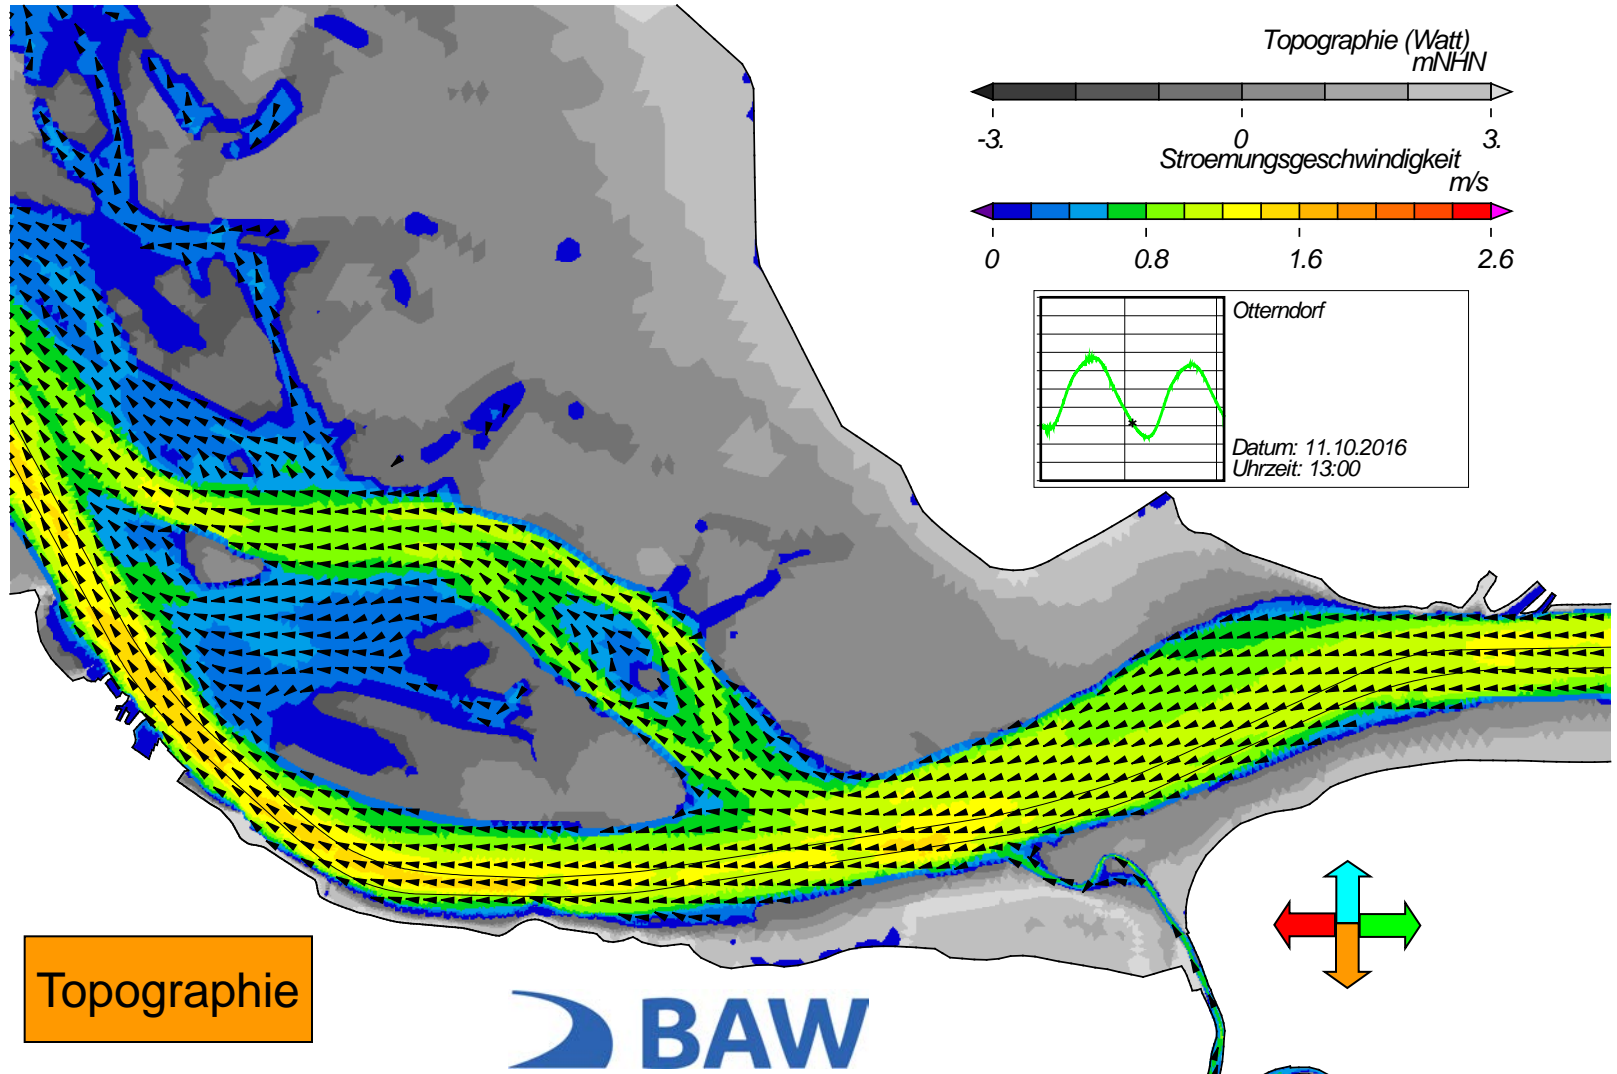 Topographie (Watt)
mNHN
-3. 0 3.
Stroemungsgeschwindigkeit
m/s
0 0.8 1.6 2.6
Otterndorf
Datum: 11.10.2016
Uhrzeit: 13:00
Topographie
BAW